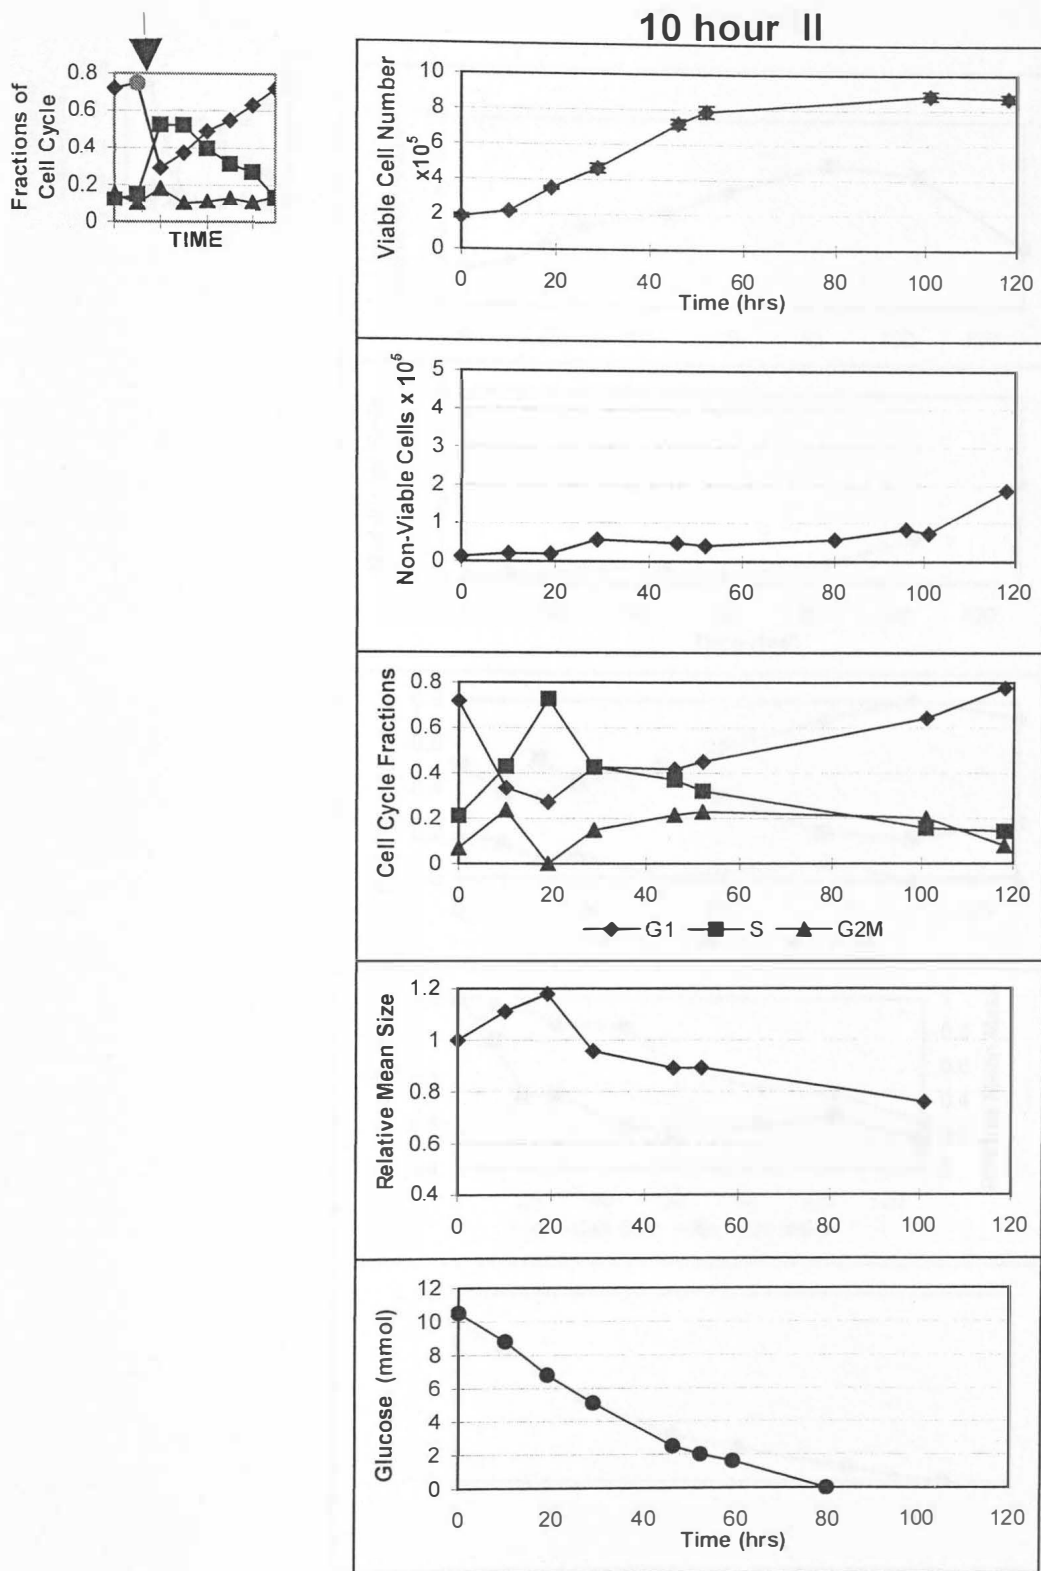 10 hour II
Fractions of
Cell Cycle
0.8
0.6
0.4
0.2
0
TIME
Viable Cell Number
x10⁵
10
8
6
4
2
0
0 20 40 60 80 100 120
Time (hrs)
Non-Viable Cells x 10⁵
5
4
3
2
1
0
0 20 40 60 80 100 120
Cell Cycle Fractions
0.8
0.6
0.4
0.2
0
0 20 40 60 80 100 120
G1 S G2M
Relative Mean Size
1.2
1
0.8
0.6
0.4
0 20 40 60 80 100 120
Glucose (mmol)
12
10
8
6
4
2
0
0 20 40 60 80 100 120
Time (hrs)